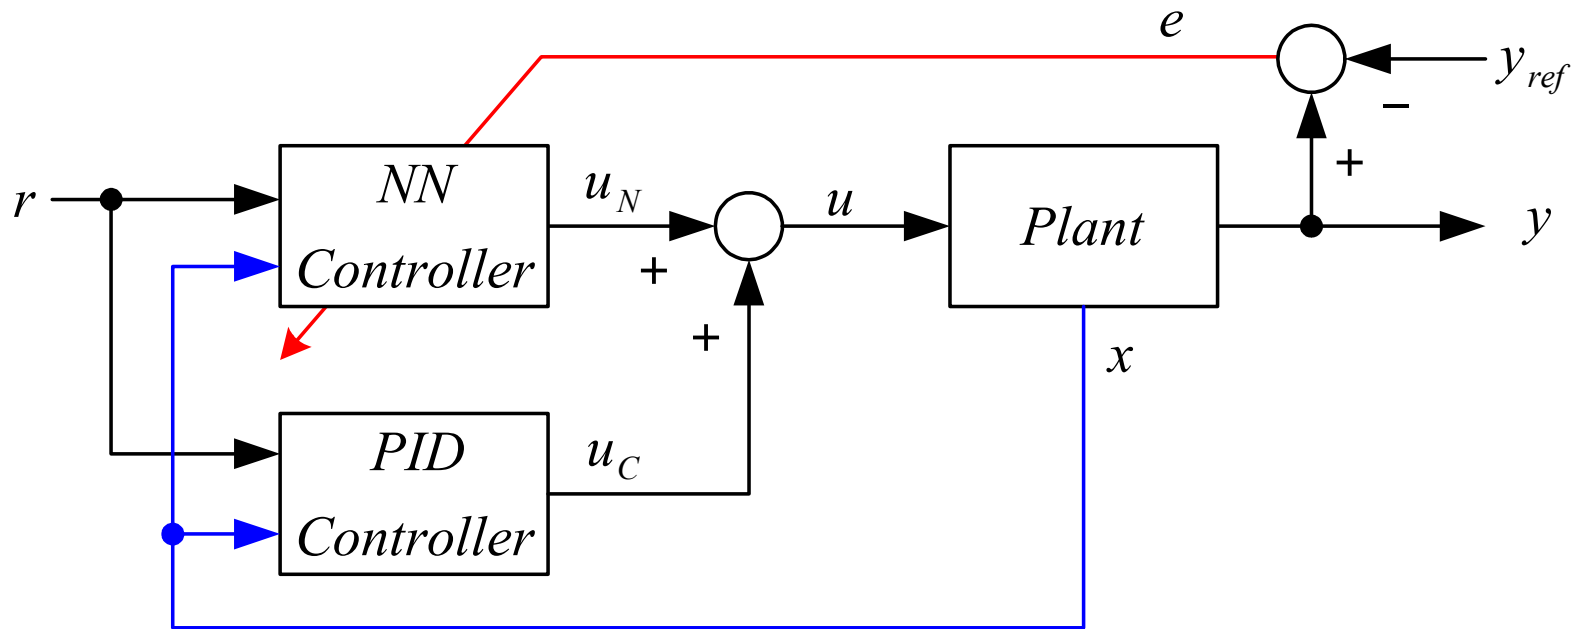 e
y_ref
−
+
r
NN
Controller
u_N
+
u
Plant
y
+
x
PID
Controller
u_C